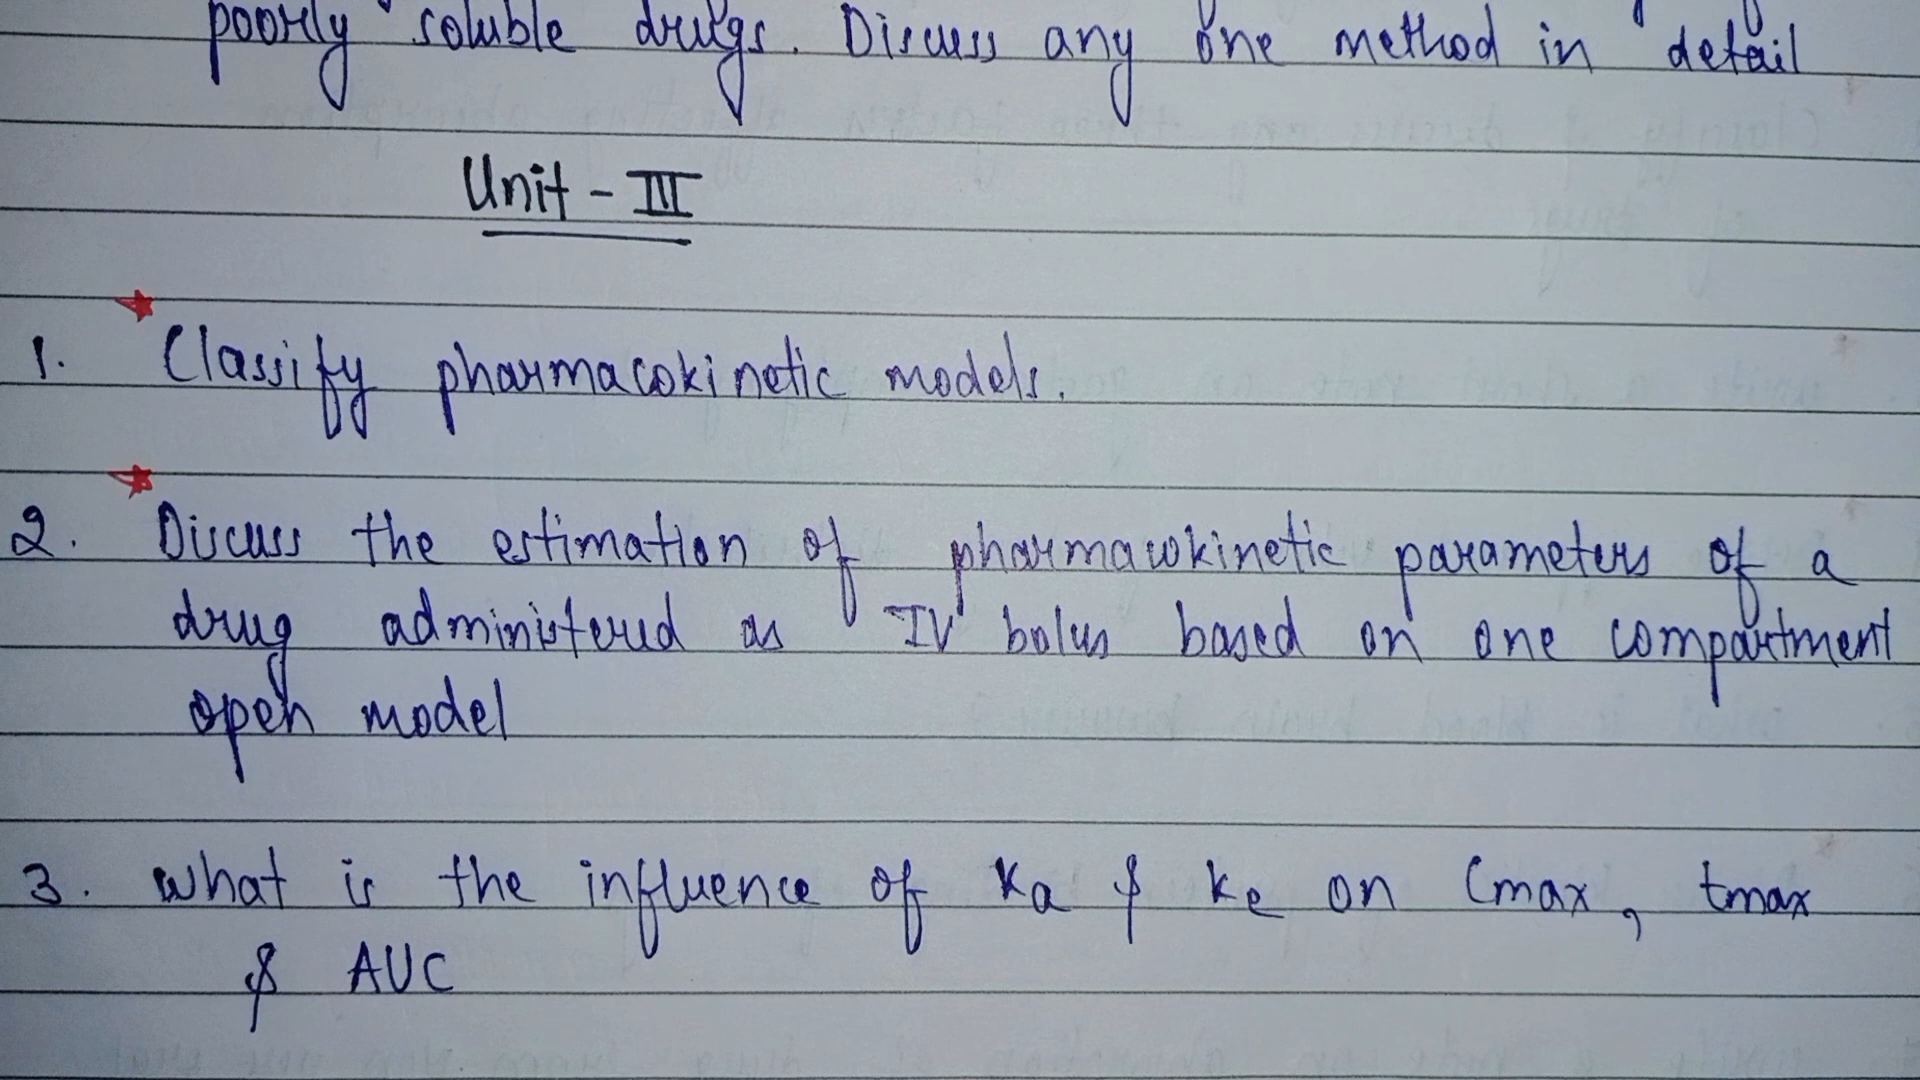 poorly soluble drugs. Discuss any one method in detail
Unit - III
1. Classify pharmacokinetic models.
2. Discuss the estimation of pharmacokinetic parameters of a
drug administered as IV bolus based on one compartment
open model
3. what is the influence of Ka & Ke on Cmax, tmax
& AUC